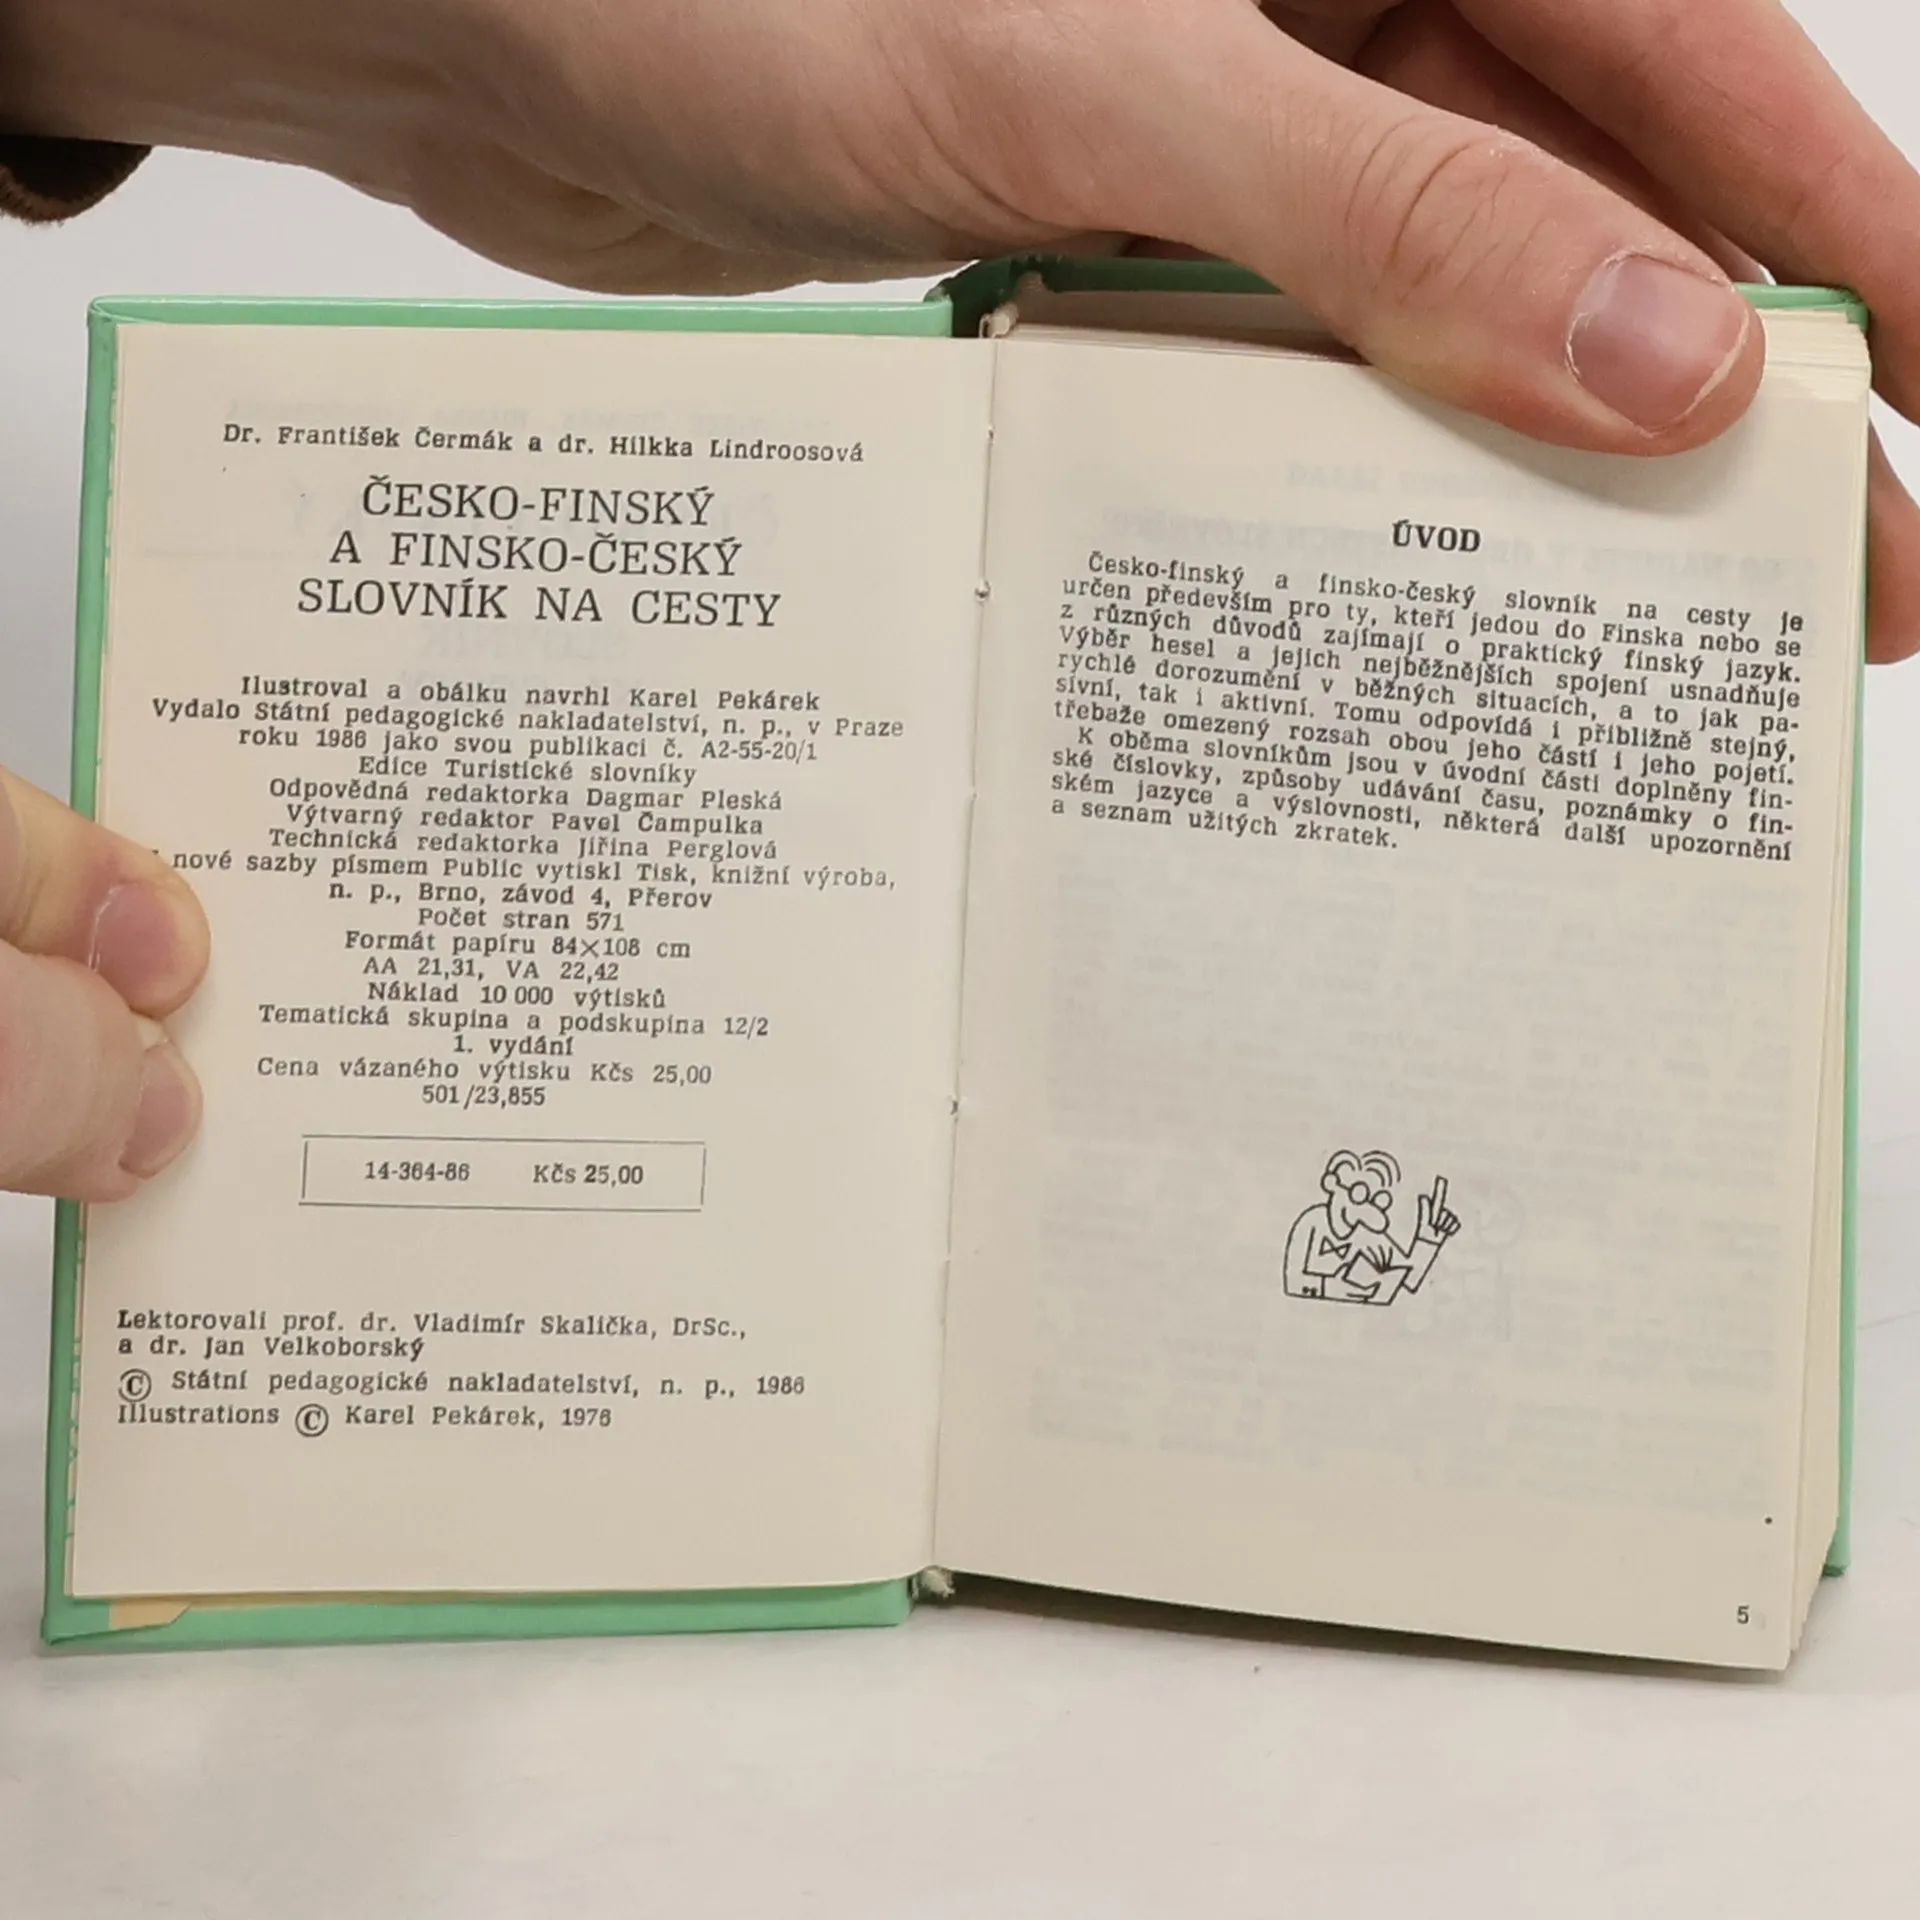 Dr. František Čermák a dr. Hilkka Lindroosová
ČESKO-FINSKÝ
A FINSKO-ČESKÝ
SLOVNÍK NA CESTY
Ilustroval a obálku navrhl Karel Pekárek
Vydalo Státní pedagogické nakladatelství, n. p., v Praze
roku 1986 jako svou publikaci č. A2-55-20/1
Edice Turistické slovníky
Odpovědná redaktorka Dagmar Pleská
Výtvarný redaktor Pavel Čampulka
Technická redaktorka Jiřina Perglová
nové sazby písmem Public vytiskl Tisk, knižní výroba,
n. p., Brno, závod 4, Přerov
Počet stran 571
Formát papíru 84×108 cm
AA 21,31, VA 22,42
Náklad 10 000 výtisků
Tematická skupina a podskupina 12/2
1. vydání
Cena vázaného výtisku Kčs 25,00
501/23,855
14-364-86 Kčs 25,00
Lektorovali prof. dr. Vladimír Skalička, DrSc.,
a dr. Jan Velkoborský
© Státní pedagogické nakladatelství, n. p., 1986
Illustrations © Karel Pekárek, 1976
ÚVOD
Česko-finský a finsko-český slovník na cesty je
určen především pro ty, kteří jedou do Finska nebo se
z různých důvodů zajímají o praktický finský jazyk.
Výběr hesel a jejich nejběžnějších spojení usnadňuje
rychlé dorozumění v běžných situacích, a to jak pa-
sivní, tak i aktivní. Tomu odpovídá i přibližně stejný,
třebaže omezený rozsah obou jeho částí i jeho pojetí.
K oběma slovníkům jsou v úvodní části doplněny fin-
ské číslovky, způsoby udávání času, poznámky o fin-
ském jazyce a výslovnosti, některá další upozornění
a seznam užitých zkratek.
5